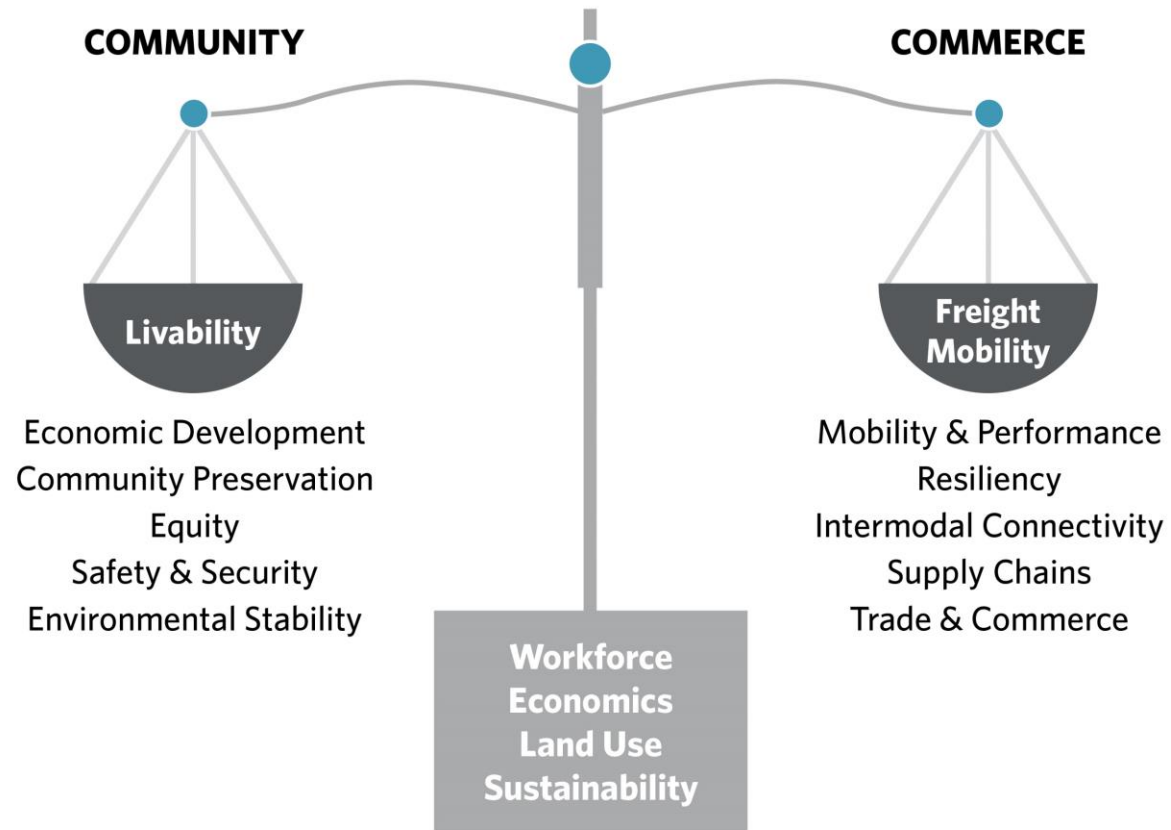 COMMUNITY
COMMERCE
Livability
Freight
Mobility
Economic Development
Community Preservation
Equity
Safety & Security
Environmental Stability
Mobility & Performance
Resiliency
Intermodal Connectivity
Supply Chains
Trade & Commerce
Workforce
Economics
Land Use
Sustainability